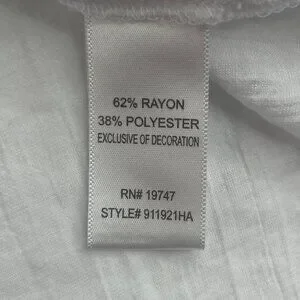 62% RAYON
38% POLYESTER
EXCLUSIVE OF DECORATION
RN# 19747
STYLE# 911921HA